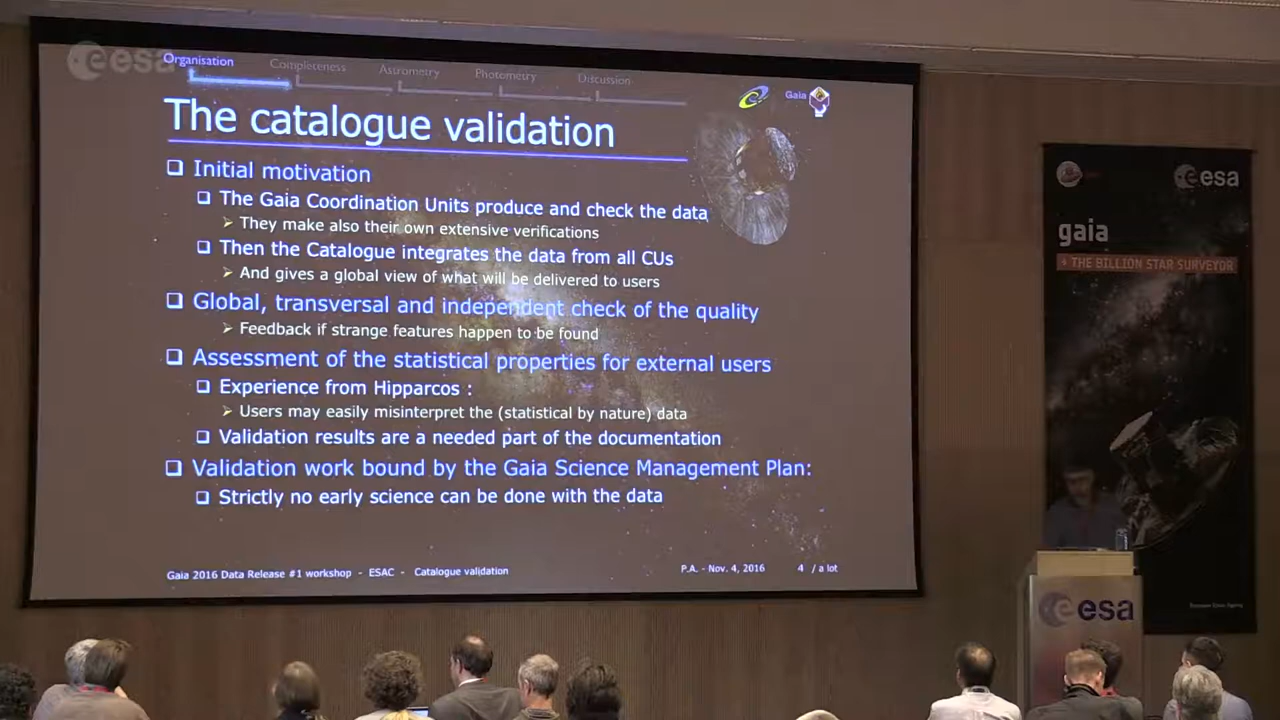 esa
Organisation
Completeness
Astrometry
Photometry
Discussion
Gaia
The catalogue validation
Initial motivation
The Gaia Coordination Units produce and check the data
They make also their own extensive verifications
Then the Catalogue integrates the data from all CUs
And gives a global view of what will be delivered to users
Global, transversal and independent check of the quality
Feedback if strange features happen to be found
Assessment of the statistical properties for external users
Experience from Hipparcos :
Users may easily misinterpret the (statistical by nature) data
Validation results are a needed part of the documentation
Validation work bound by the Gaia Science Management Plan:
Strictly no early science can be done with the data
Gaia 2016 Data Release #1 workshop - ESAC - Catalogue validation
P.A. - Nov. 4, 2016
4 / a lot
esa
gaia
THE BILLION STAR SURVEYOR
esa